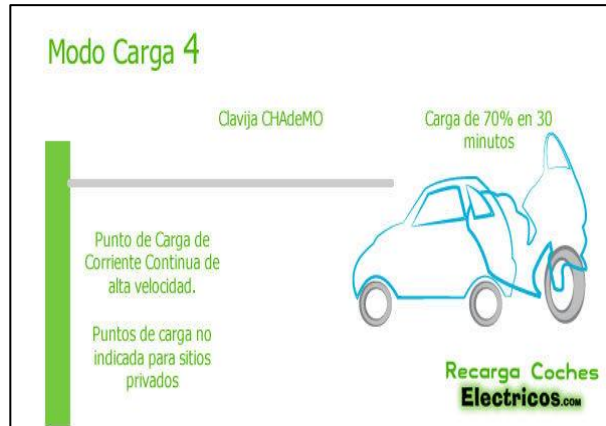 Modo Carga 4
Clavija CHAdeMO
Carga de 70% en 30
minutos
Punto de Carga de
Corriente Continua de
alta velocidad.
Puntos de carga no
indicada para sitios
privados
Recarga Coches
Electricos.com